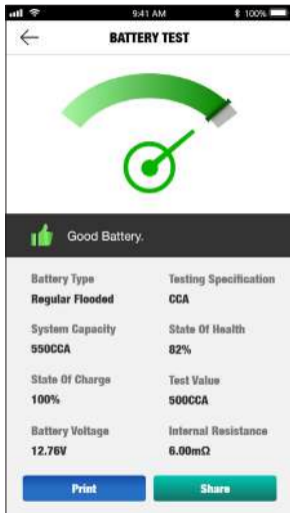 9:41 AM 100%
BATTERY TEST
Good Battery.
Battery Type Testing Specification
Regular Flooded CCA
System Capacity State Of Health
550CCA 82%
State Of Charge Test Value
100% 500CCA
Battery Voltage Internal Resistance
12.76V 6.00mΩ
Print Share